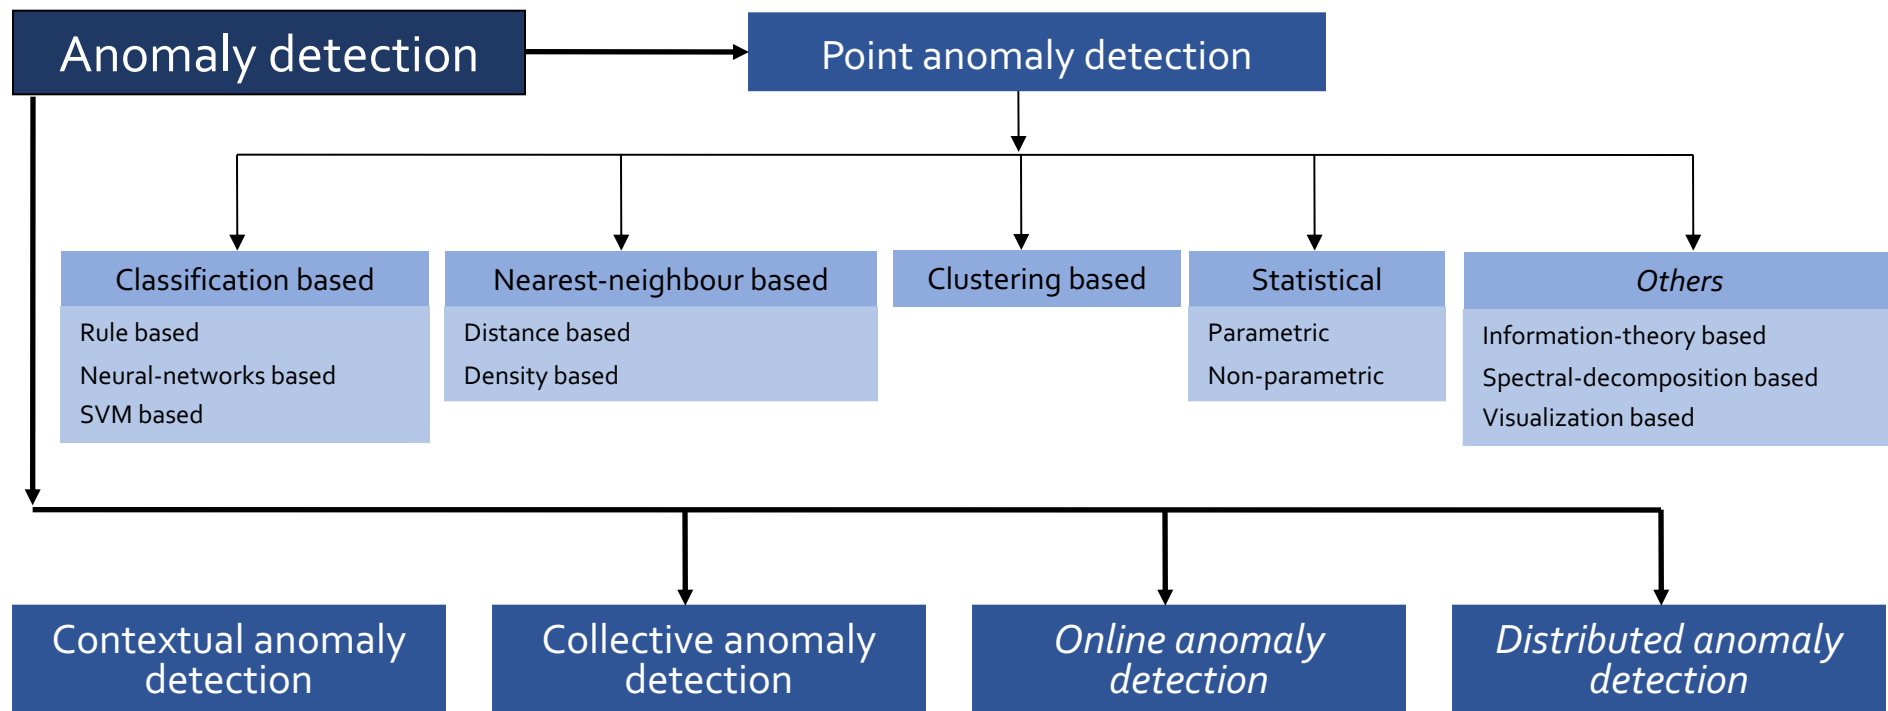 Anomaly detection
Point anomaly detection
Classification based
Rule based
Neural-networks based
SVM based
Nearest-neighbour based
Distance based
Density based
Clustering based
Statistical
Parametric
Non-parametric
Others
Information-theory based
Spectral-decomposition based
Visualization based
Contextual anomaly
detection
Collective anomaly
detection
Online anomaly
detection
Distributed anomaly
detection